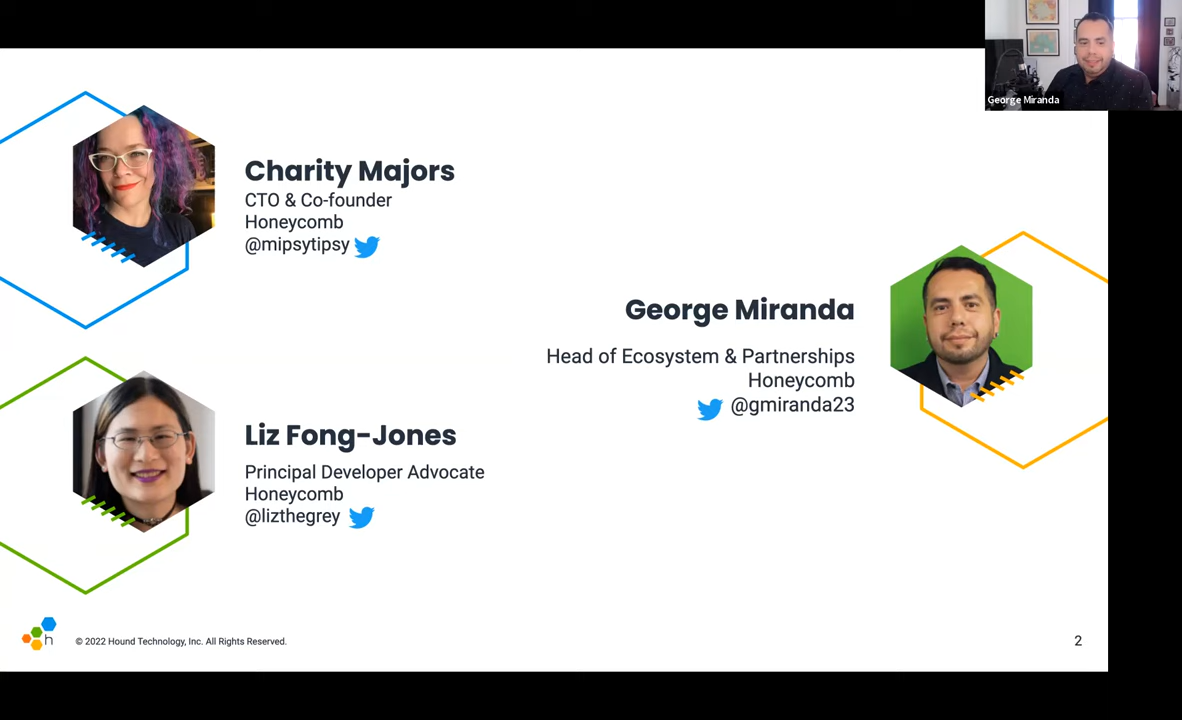 George Miranda
Charity Majors
CTO & Co-founder
Honeycomb
@mipsytipsy
George Miranda
Head of Ecosystem & Partnerships
Honeycomb
@gmiranda23
Liz Fong-Jones
Principal Developer Advocate
Honeycomb
@lizthegrey
h
© 2022 Hound Technology, Inc. All Rights Reserved.
2